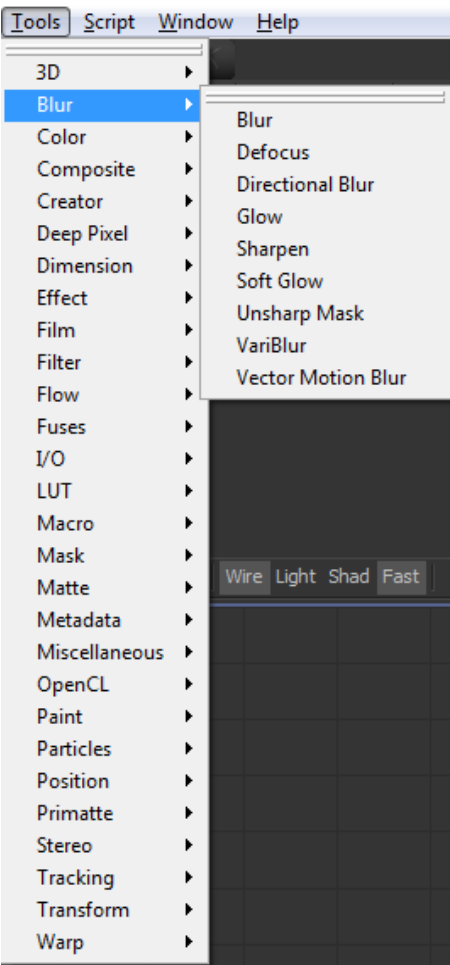 Tools Script Window Help
3D
Blur
Color
Composite
Creator
Deep Pixel
Dimension
Effect
Film
Filter
Flow
Fuses
I/O
LUT
Macro
Mask
Matte
Metadata
Miscellaneous
OpenCL
Paint
Particles
Position
Primatte
Stereo
Tracking
Transform
Warp
Blur
Defocus
Directional Blur
Glow
Sharpen
Soft Glow
Unsharp Mask
VariBlur
Vector Motion Blur
Wire Light Shad Fast